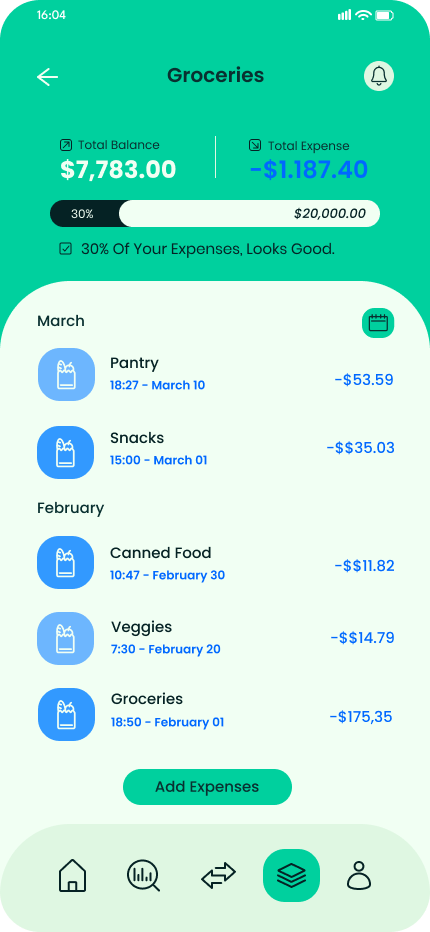 16:04
Groceries
Total Balance
Total Expense
$7,783.00
-$1.187.40
30%
$20,000.00
30% Of Your Expenses, Looks Good.
March
Pantry
18:27 - March 10
-$53.59
Snacks
15:00 - March 01
-$$35.03
February
Canned Food
10:47 - February 30
-$$11.82
Veggies
7:30 - February 20
-$$14.79
Groceries
18:50 - February 01
-$175,35
Add Expenses